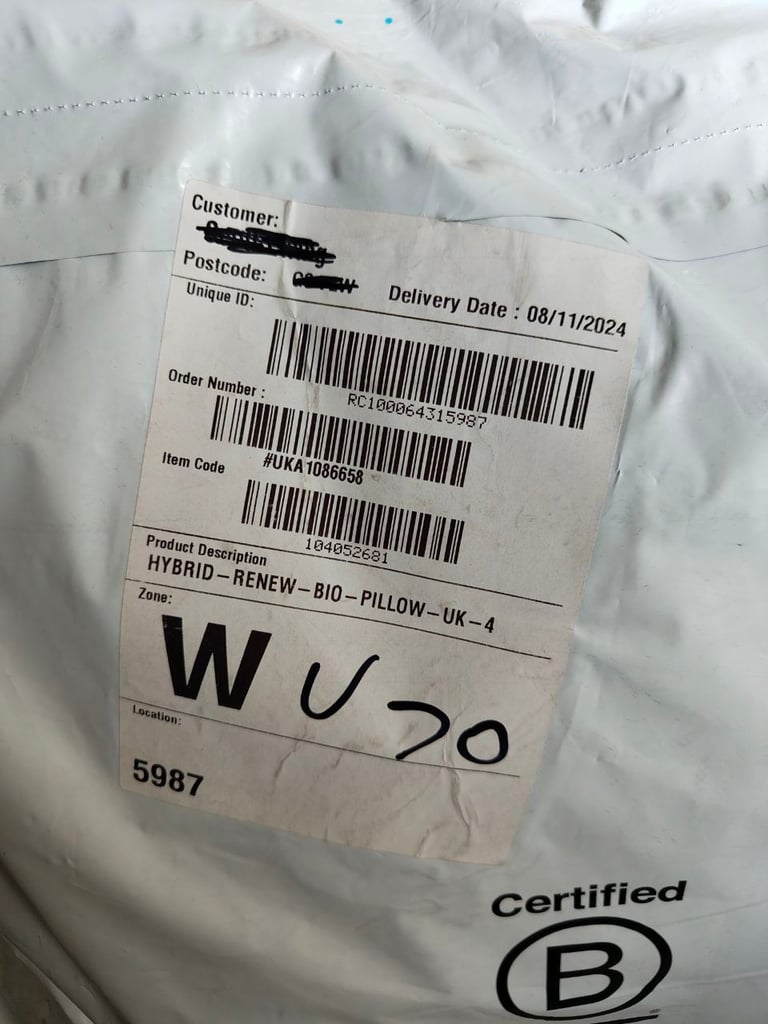 Customer:
Postcode:
Delivery Date : 08/11/2024
Unique ID:
RC100064315987
Order Number :
#UKA1086658
Item Code
104052681
Product Description
HYBRID-RENEW-BIO-PILLOW-UK-4
Zone:
W U 70
Location:
5987
Certified
B